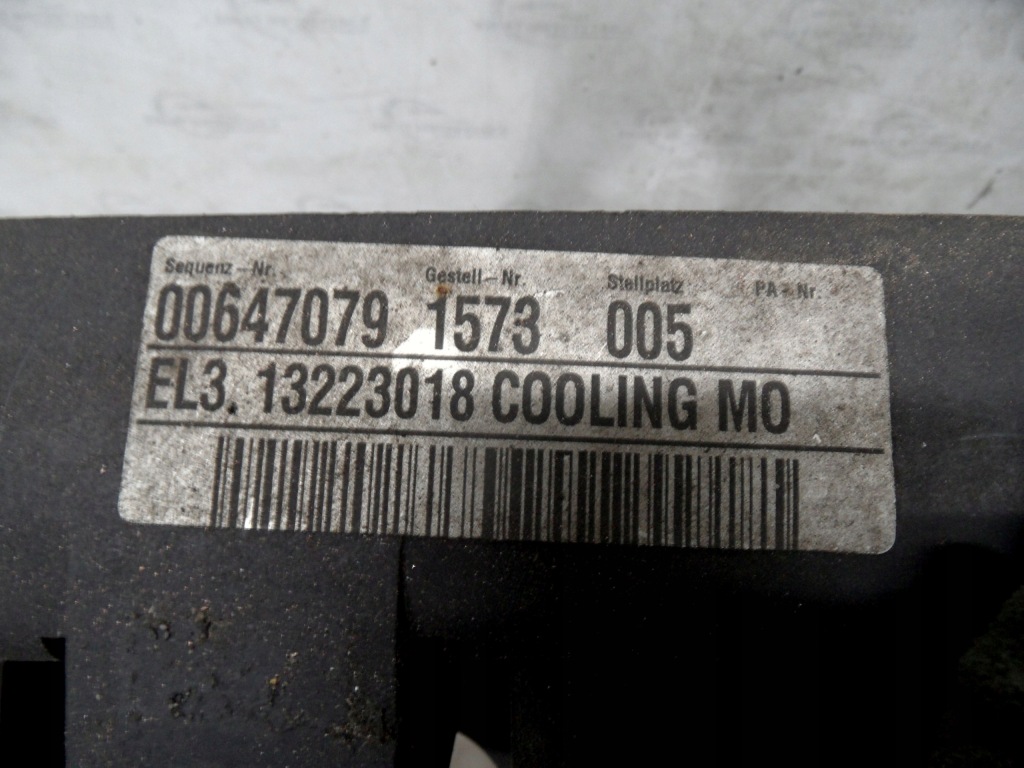 Sequenz-Nr. Gestell-Nr. Stellplatz PA-Nr.
00647079 1573 005
EL3. 13223018 COOLING MO